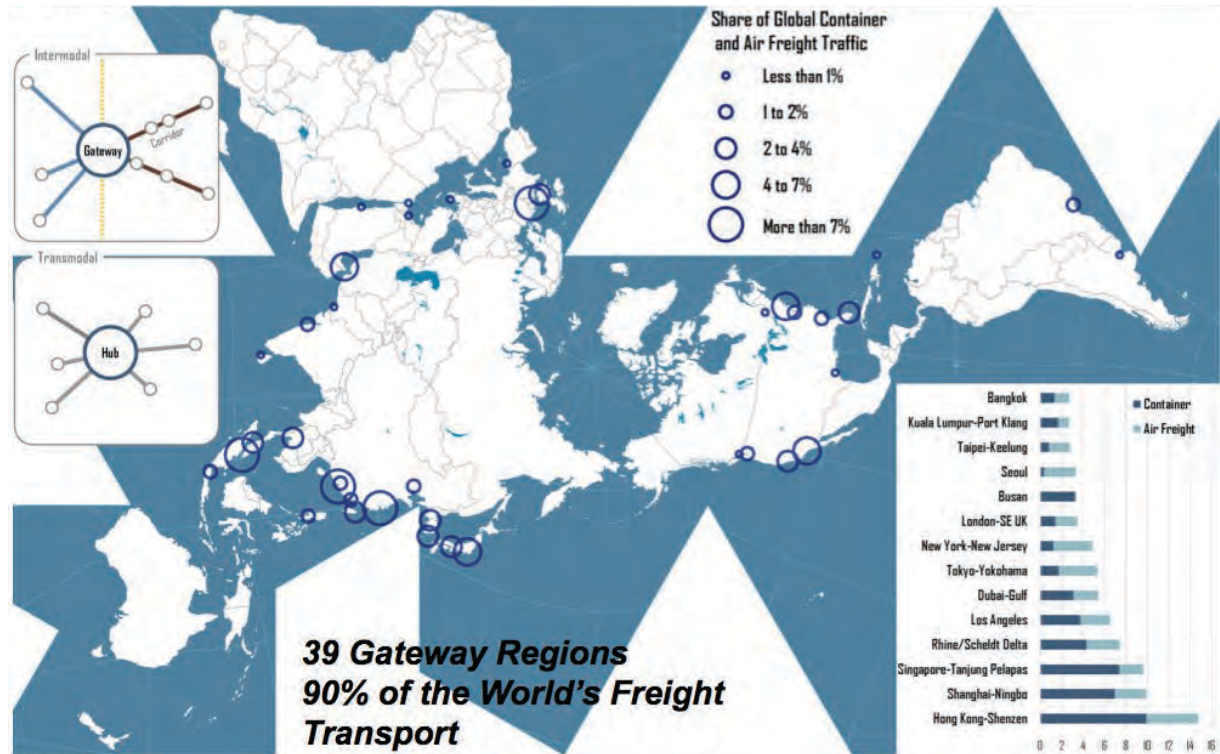 Intermodal
Gateway
Corridor
Transmodal
Hub
Share of Global Container
and Air Freight Traffic
Less than 1%
1 to 2%
2 to 4%
4 to 7%
More than 7%
39 Gateway Regions
90% of the World's Freight
Transport
Container
Air Freight
Bangkok
Kuala Lumpur-Port Klang
Taipei-Keelung
Seoul
Busan
London-SE UK
New York-New Jersey
Tokyo-Yokohama
Dubai-Gulf
Los Angeles
Rhine/Scheldt Delta
Singapore-Tanjung Pelapas
Shanghai-Ningbo
Hong Kong-Shenzen
0 2 4 6 8 10 12 14 16